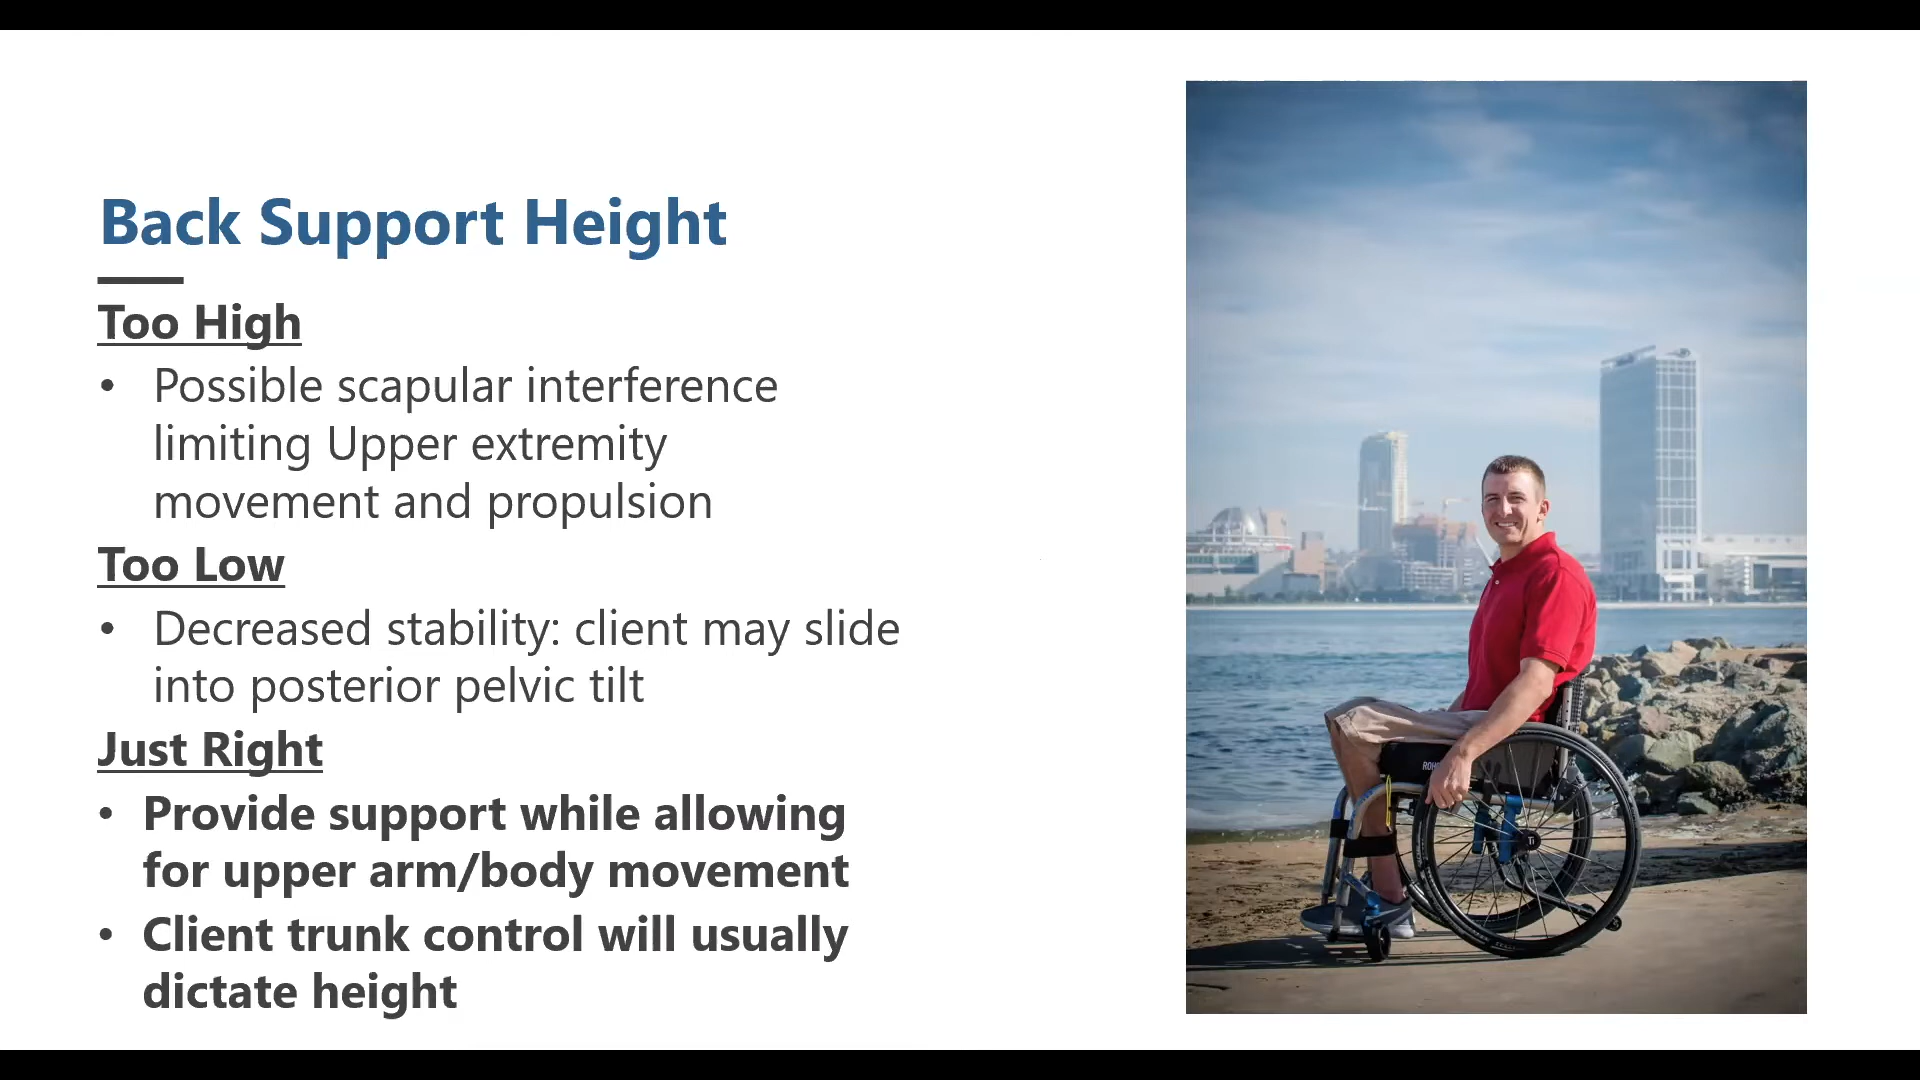 Back Support Height
Too High
• Possible scapular interference
limiting Upper extremity
movement and propulsion
Too Low
• Decreased stability: client may slide
into posterior pelvic tilt
Just Right
• Provide support while allowing
for upper arm/body movement
• Client trunk control will usually
dictate height
Ti